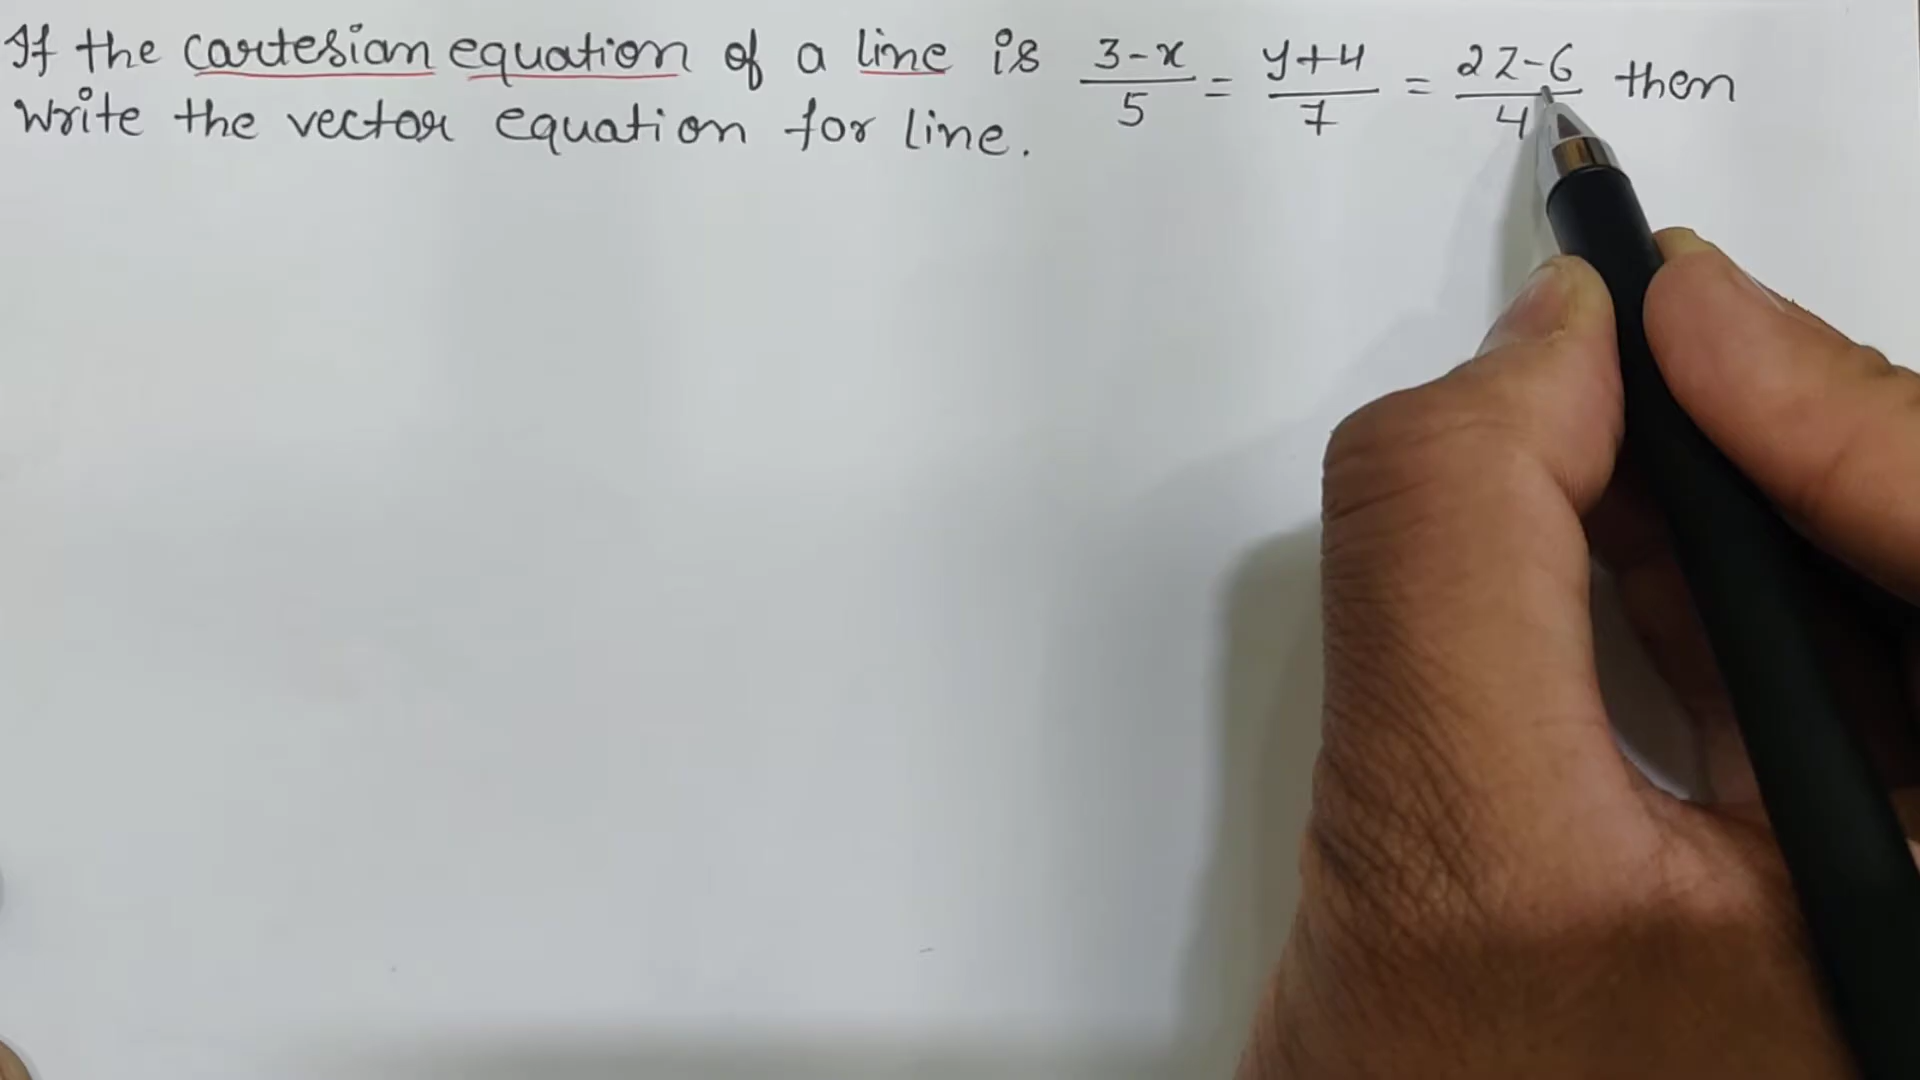 If the cartesian equation of a line is (3-x)/5 = (y+4)/7 = (2z-6)/4 then
write the vector equation for line.